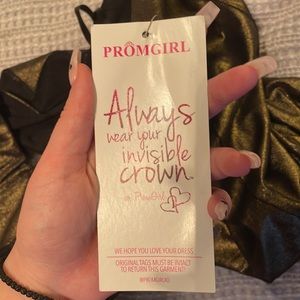 PROMGIRL
Always
wear your
invisible
crown.
PromGirl
WE HOPE YOU LOVE YOUR DRESS
ORIGINAL TAGS MUST BE INTACT
TO RETURN THIS GARMENT!